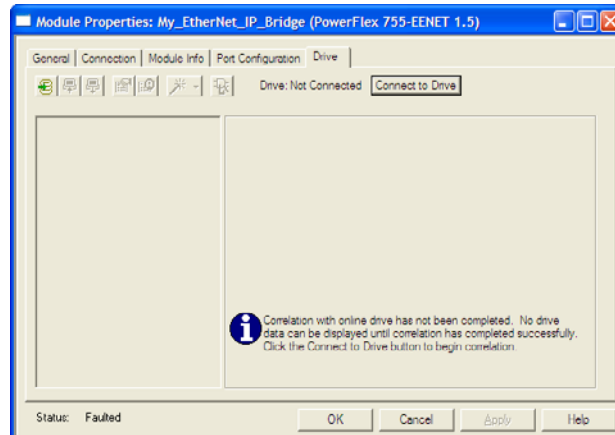 Module Properties: My_EtherNet_IP_Bridge (PowerFlex 755-EENET 1.5)
General Connection Module Info Port Configuration Drive
Drive: Not Connected Connect to Drive
Correlation with online drive has not been completed. No drive
data can be displayed until correlation has completed successfully.
Click the Connect to Drive button to begin correlation.
Status: Faulted OK Cancel Apply Help